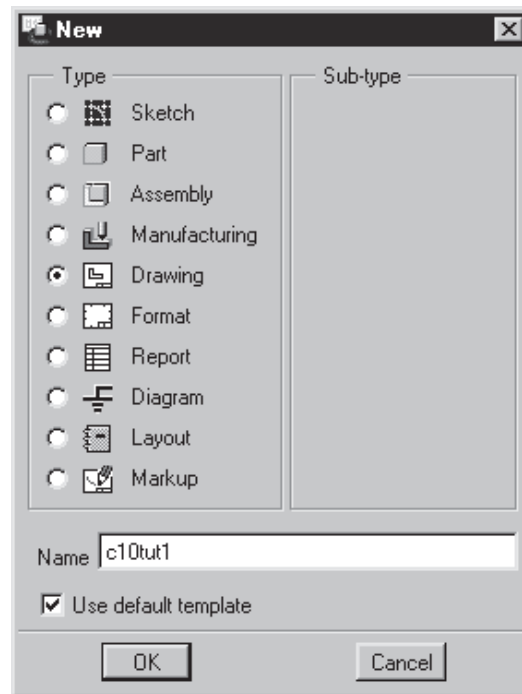 New
Type
Sub-type
Sketch
Part
Assembly
Manufacturing
Drawing
Format
Report
Diagram
Layout
Markup
Name c10tut1
Use default template
OK Cancel